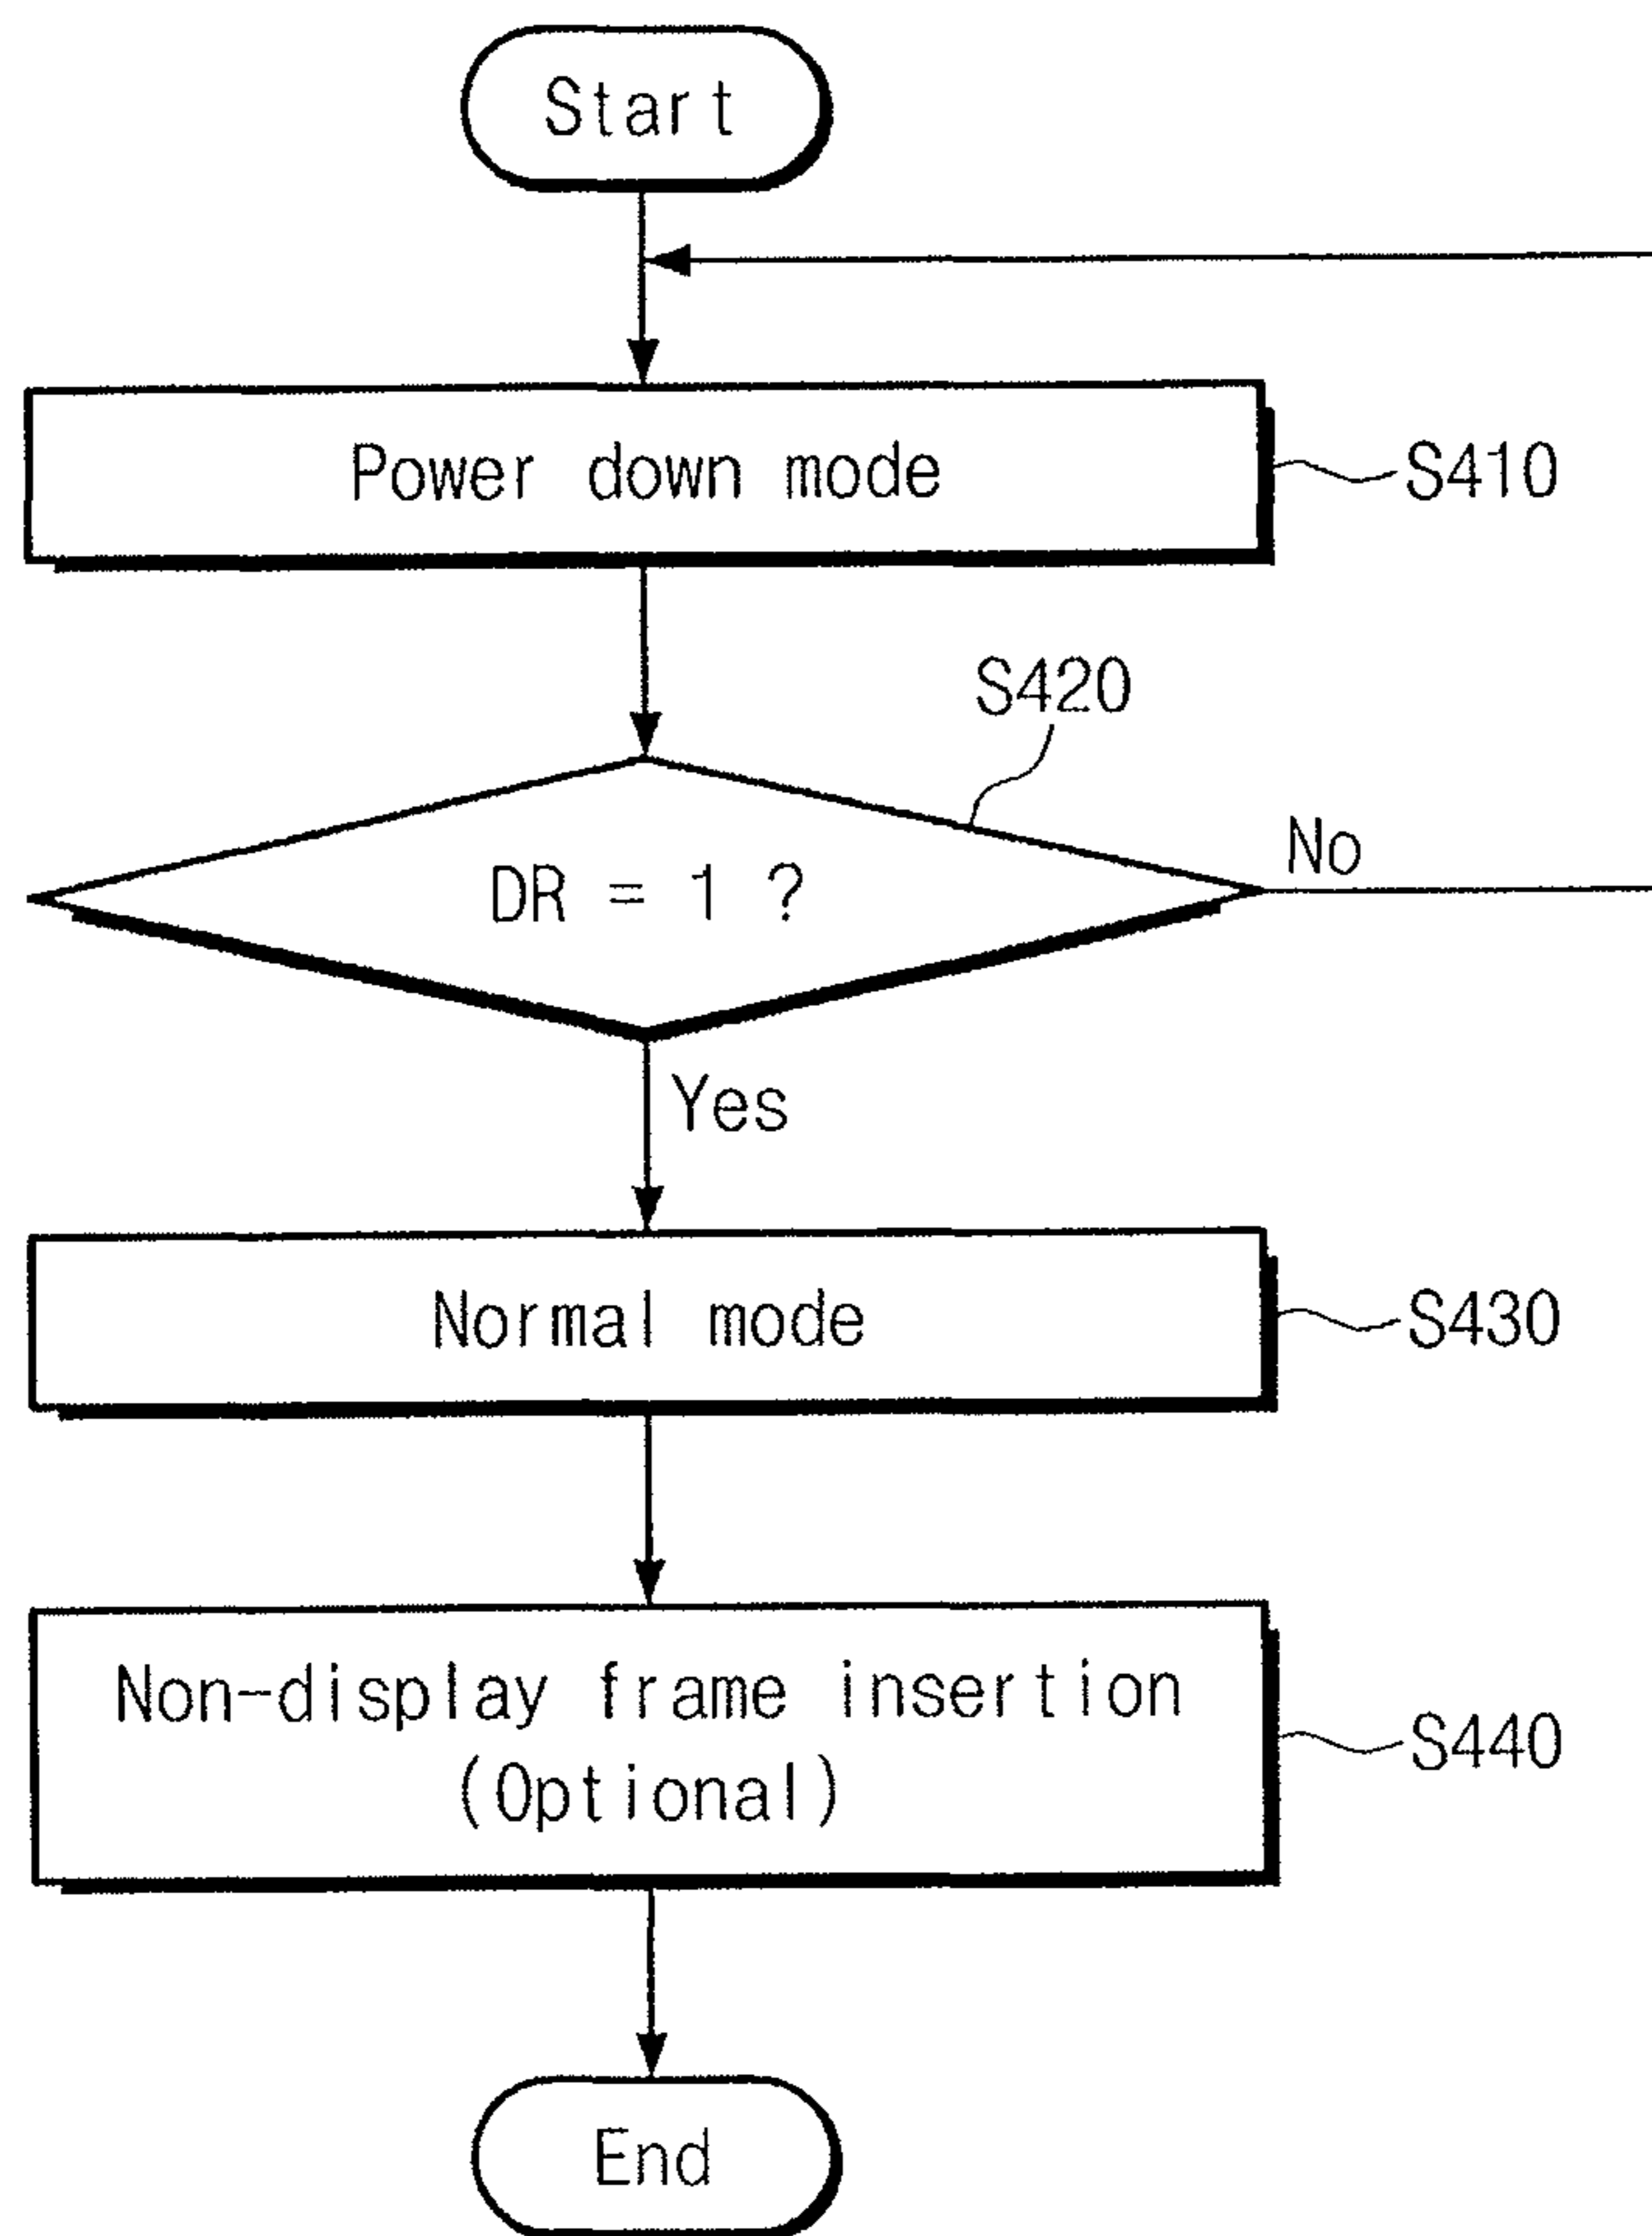 Start
Power down mode
S410
S420
DR = 1 ?
No
Yes
Normal mode
S430
Non-display frame insertion
(Optional)
S440
End